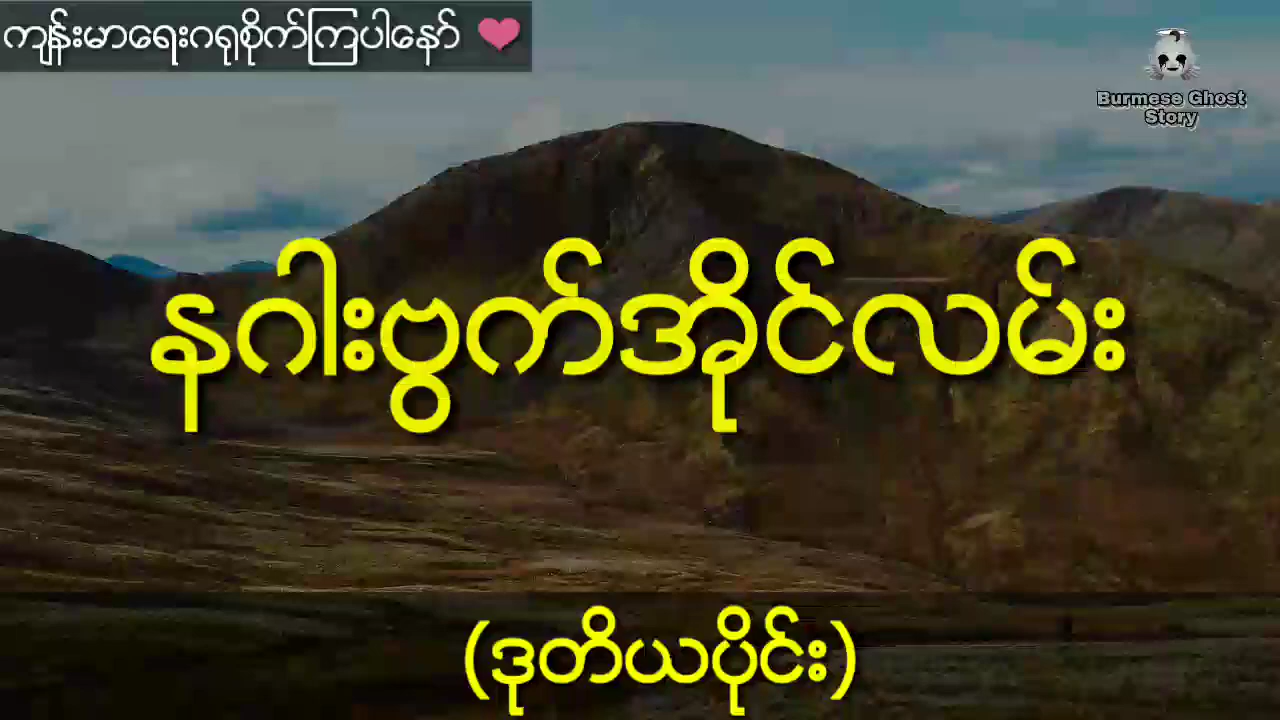 ကျန်းမာရေးဂရုစိုက်ကြပါနော် ❤
Burmese Ghost
Story
နဂါးဗွက်အိုင်လမ်း
(ဒုတိယပိုင်း)